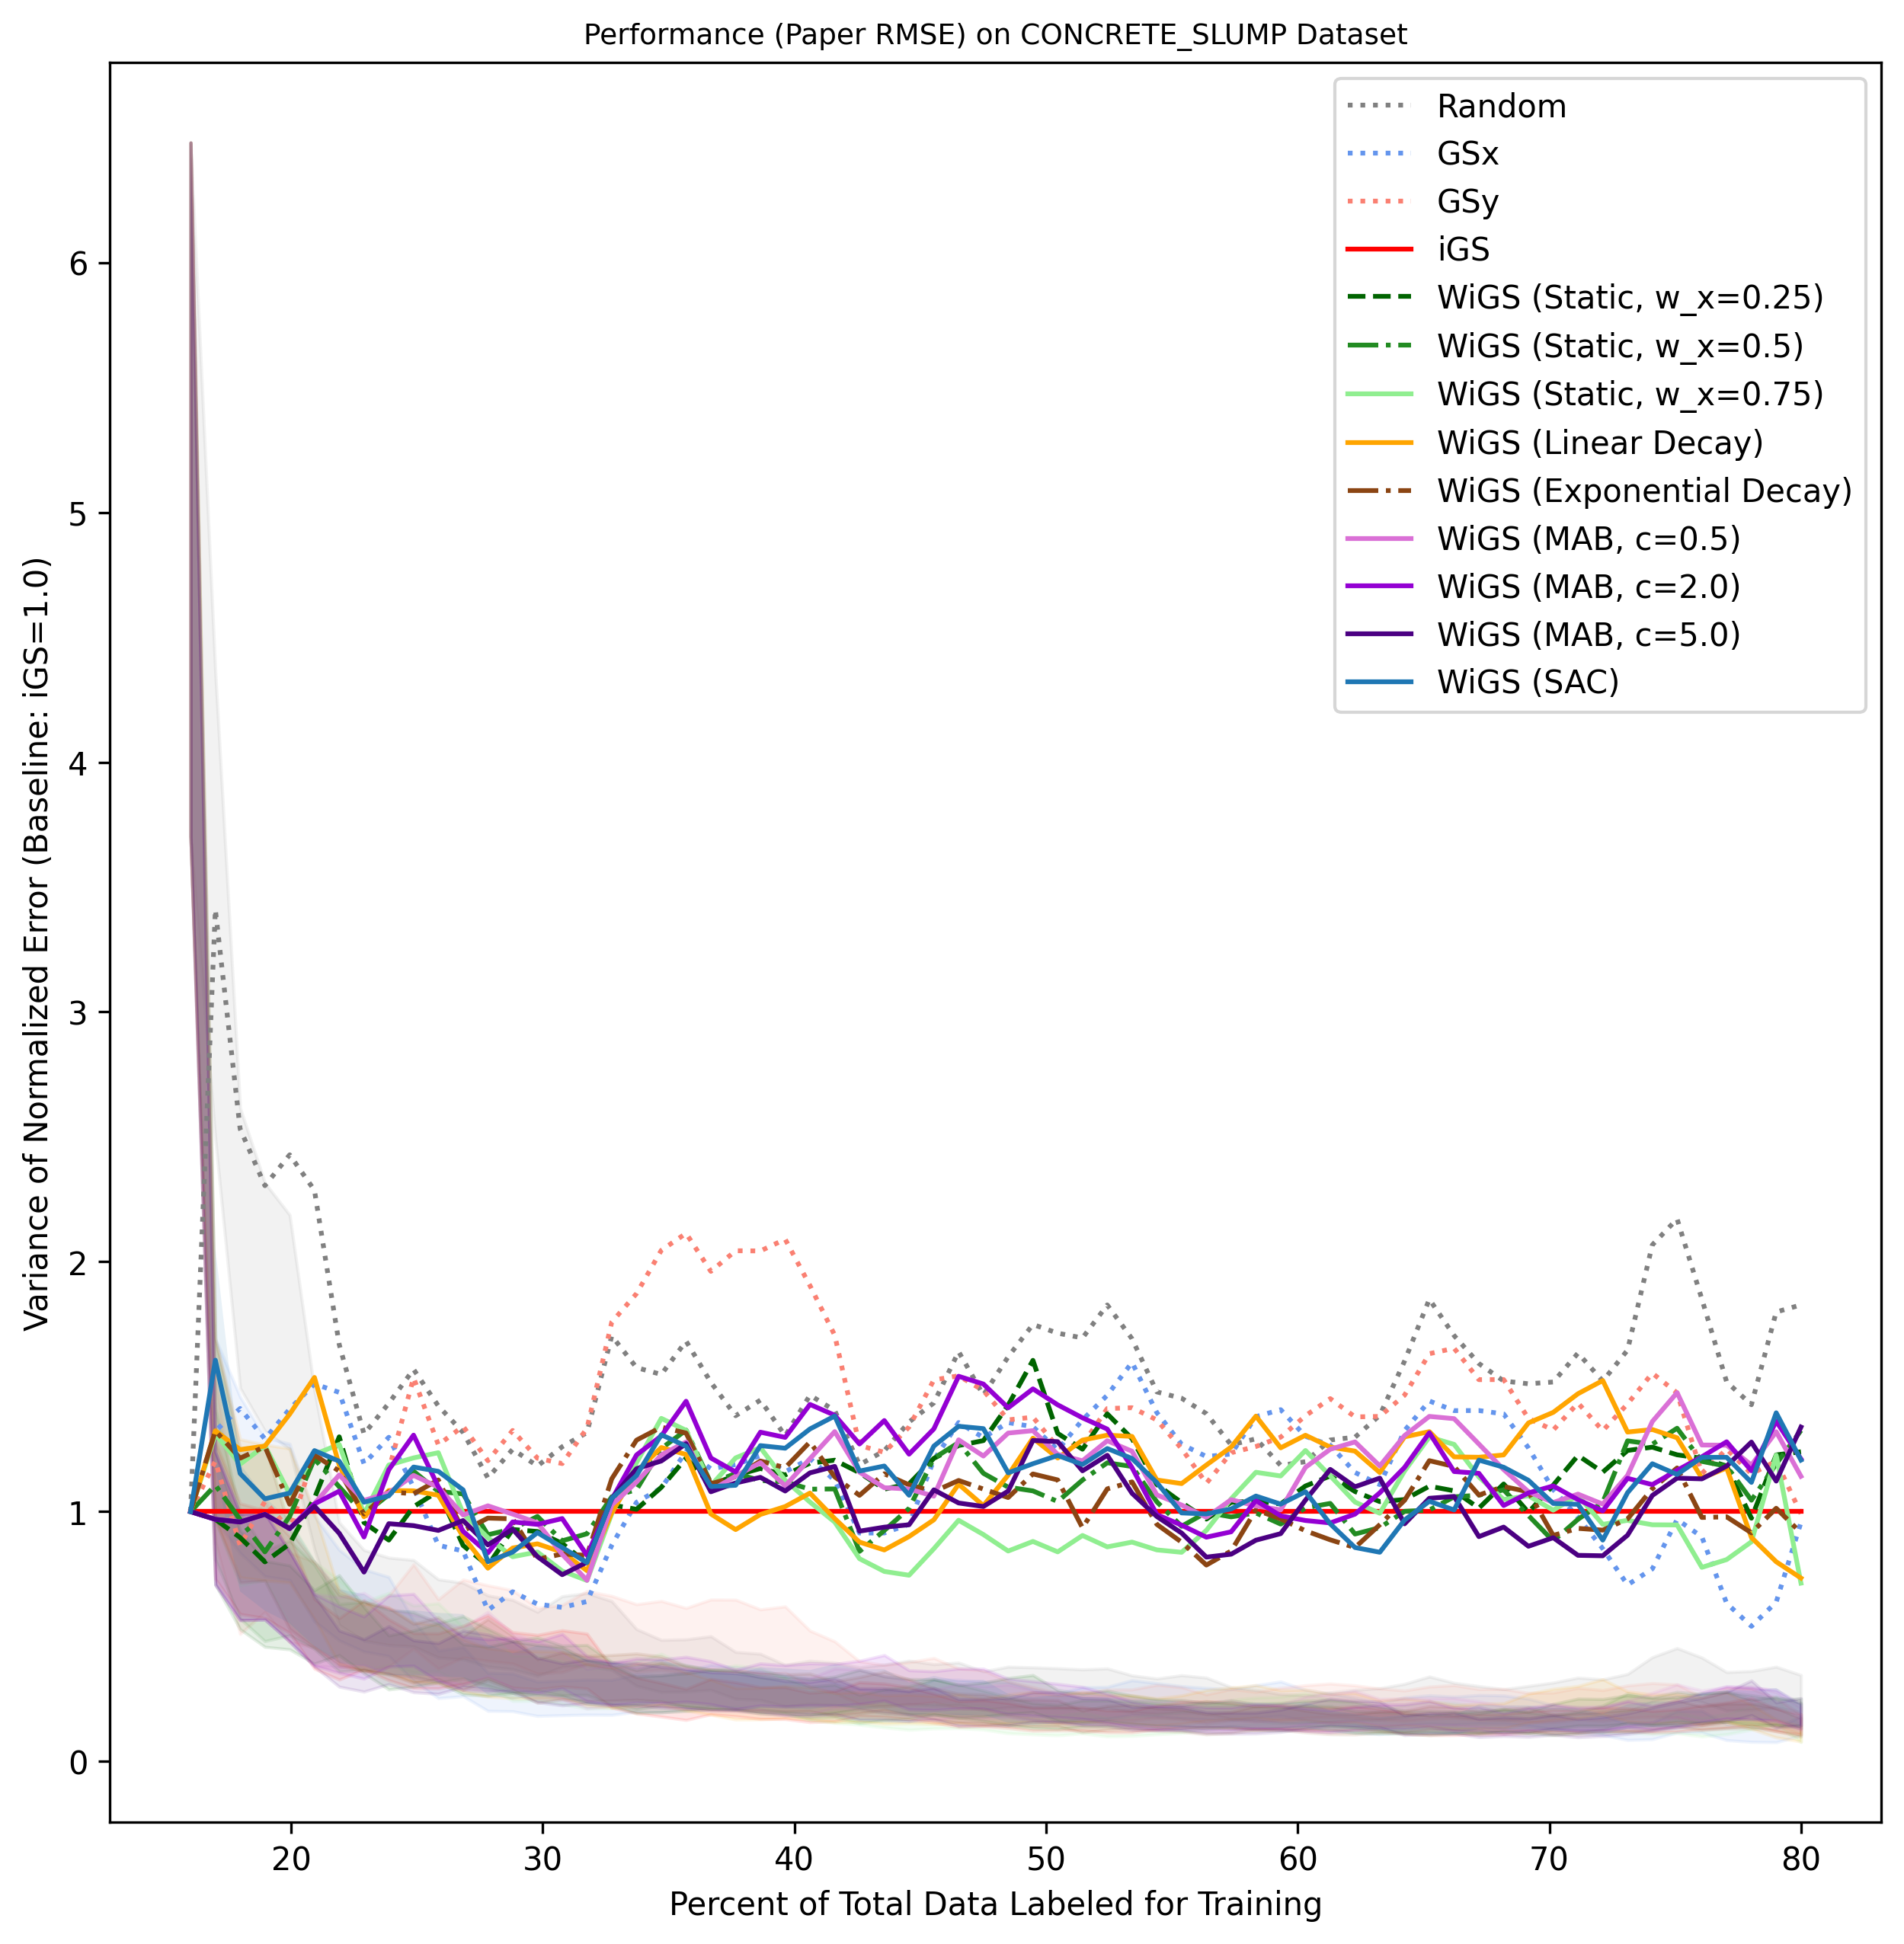 Performance (Paper RMSE) on CONCRETE_SLUMP Dataset
Variance of Normalized Error (Baseline: iGS=1.0)
6
5
4
3
2
1
0
Random
GSx
GSy
iGS
WiGS (Static, w_x=0.25)
WiGS (Static, w_x=0.5)
WiGS (Static, w_x=0.75)
WiGS (Linear Decay)
WiGS (Exponential Decay)
WiGS (MAB, c=0.5)
WiGS (MAB, c=2.0)
WiGS (MAB, c=5.0)
WiGS (SAC)
20 30 40 50 60 70 80
Percent of Total Data Labeled for Training